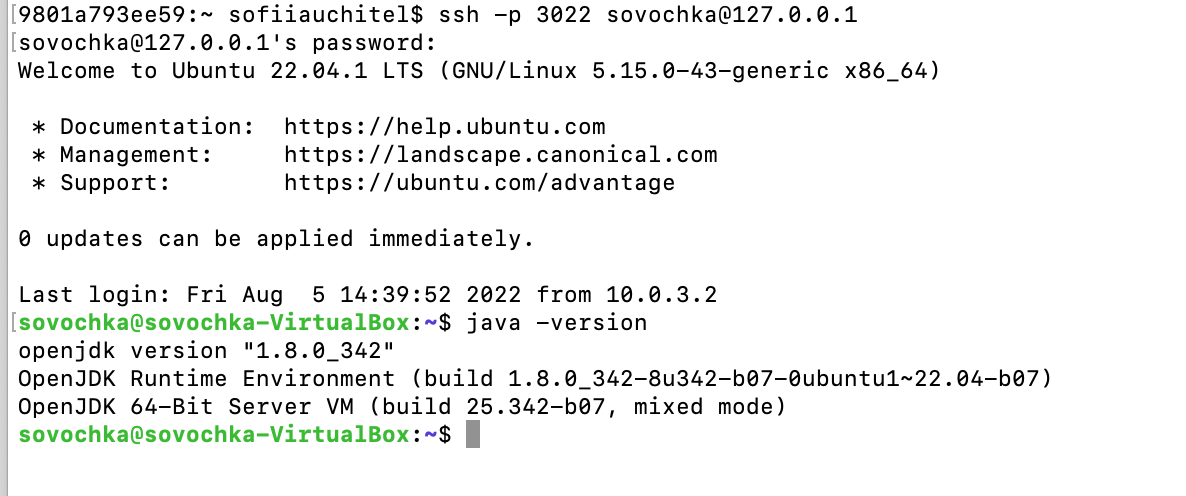 [9801a793ee59:~ sofiiauchitel$ ssh -p 3022 sovochka@127.0.0.1
[sovochka@127.0.0.1's password:
Welcome to Ubuntu 22.04.1 LTS (GNU/Linux 5.15.0-43-generic x86_64)

 * Documentation:  https://help.ubuntu.com
 * Management:     https://landscape.canonical.com
 * Support:        https://ubuntu.com/advantage

0 updates can be applied immediately.

Last login: Fri Aug  5 14:39:52 2022 from 10.0.3.2
[sovochka@sovochka-VirtualBox:~$ java -version
openjdk version "1.8.0_342"
OpenJDK Runtime Environment (build 1.8.0_342-8u342-b07-0ubuntu1~22.04-b07)
OpenJDK 64-Bit Server VM (build 25.342-b07, mixed mode)
sovochka@sovochka-VirtualBox:~$